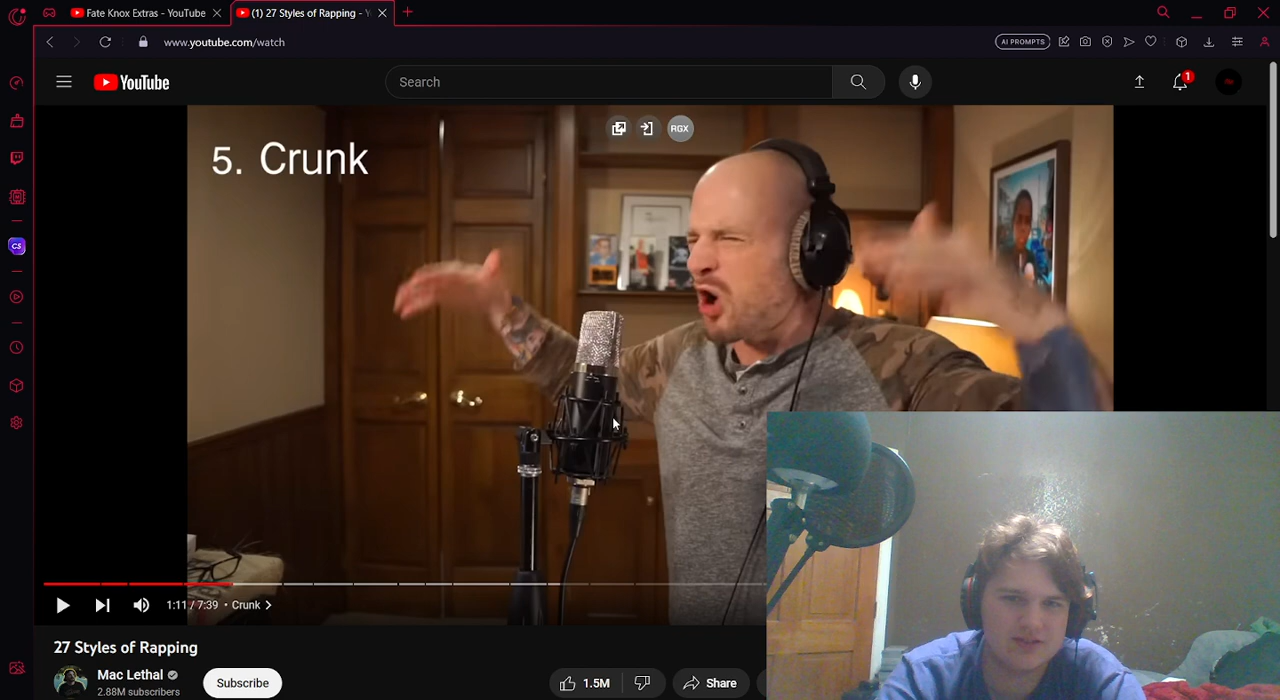 Fate Knox Extras - YouTube
(1) 27 Styles of Rapping - Y
www.youtube.com/watch
AI PROMPTS
YouTube
Search
1
RGX
CS
5. Crunk
1:11 / 7:39 • Crunk
27 Styles of Rapping
Mac Lethal
2.88M subscribers
Subscribe
1.5M
Share